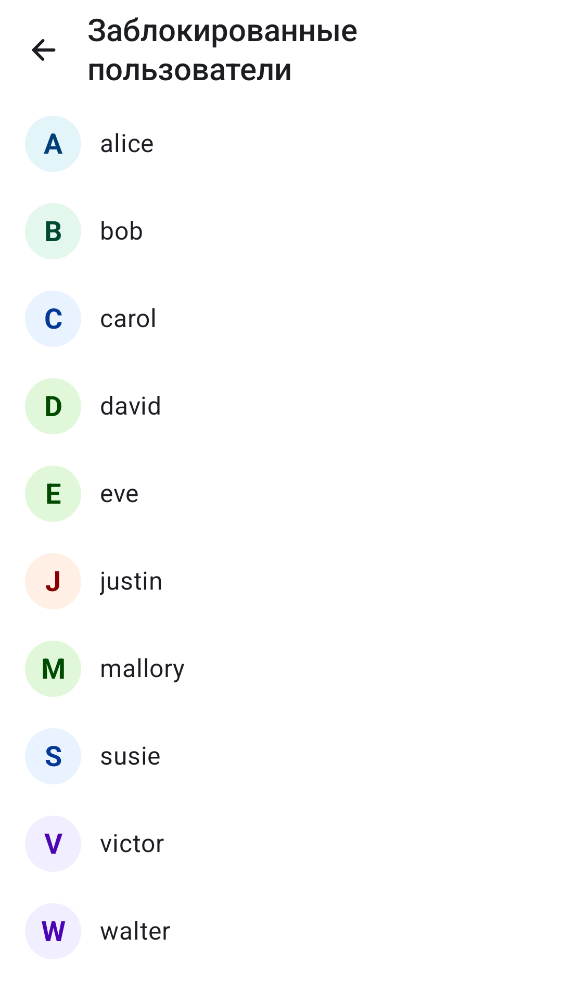 Заблокированные
пользователи
A alice
B bob
C carol
D david
E eve
J justin
M mallory
S susie
V victor
W walter